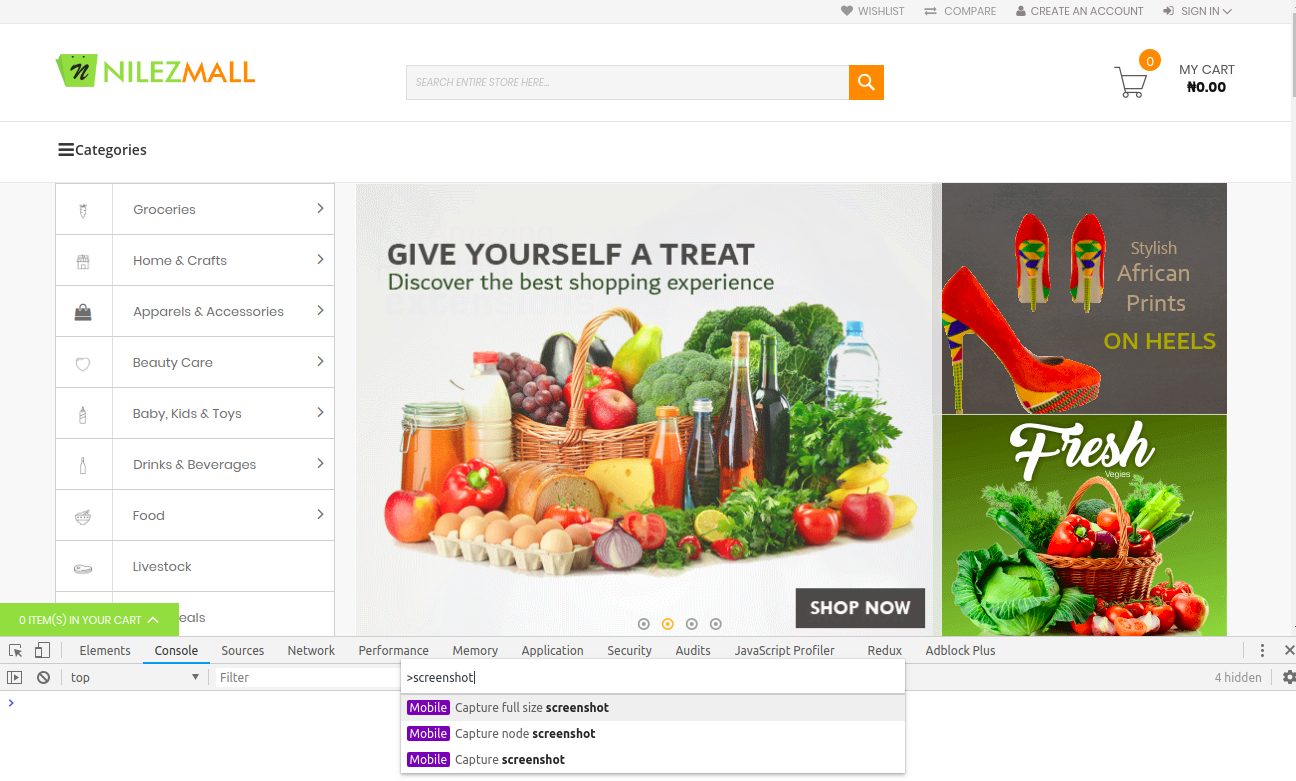 WISHLIST COMPARE CREATE AN ACCOUNT SIGN IN
n NILEZMALL
SEARCH ENTIRE STORE HERE...
0
MY CART
₦0.00
Categories
Groceries
Home & Crafts
Apparels & Accessories
Beauty Care
Baby, Kids & Toys
Drinks & Beverages
Food
Livestock
eals
0 ITEM(S) IN YOUR CART
GIVE YOURSELF A TREAT
Discover the best shopping experience
SHOP NOW
Stylish
African
Prints
ON HEELS
Fresh
Vegies
Elements Console Sources Network Performance Memory Application Security Audits JavaScript Profiler Redux Adblock Plus
top Filter 4 hidden
>screenshot
Mobile Capture full size screenshot
Mobile Capture node screenshot
Mobile Capture screenshot